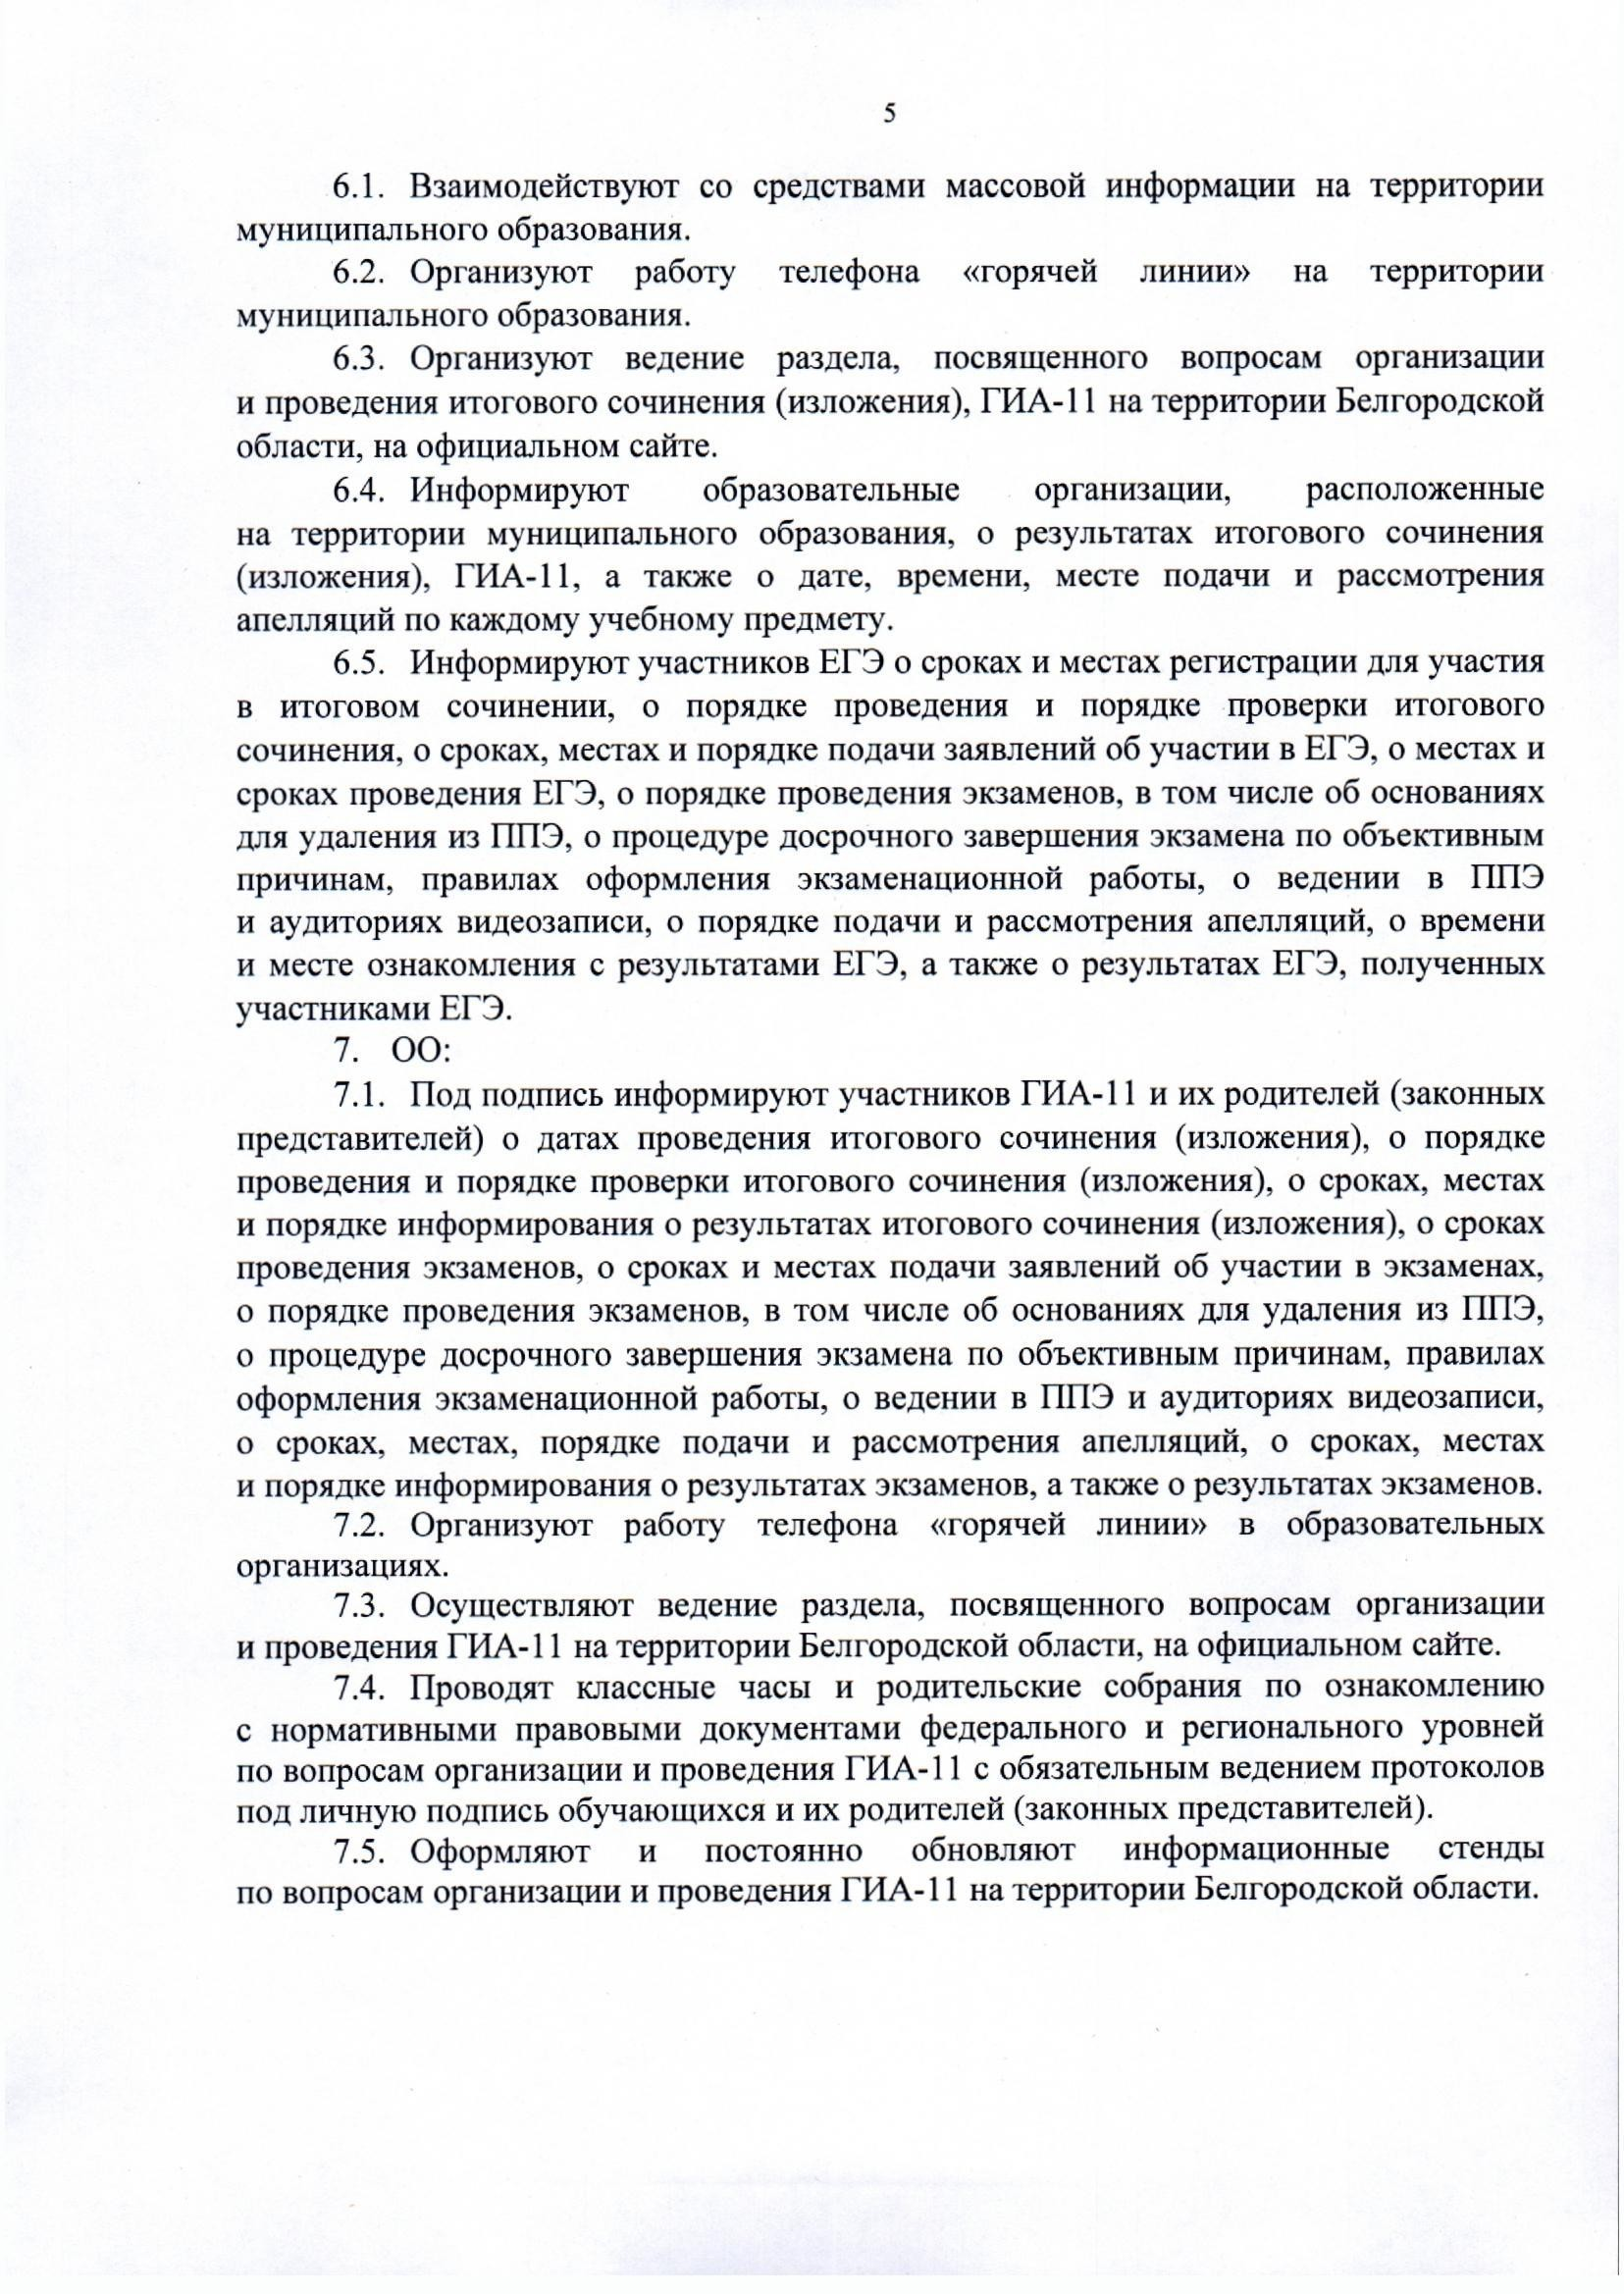 5
6.1. Взаимодействуют со средствами массовой информации на территории
муниципального образования.
6.2. Организуют работу телефона «горячей линии» на территории
муниципального образования.
6.3. Организуют ведение раздела, посвященного вопросам организации
и проведения итогового сочинения (изложения), ГИА-11 на территории Белгородской
области, на официальном сайте.
6.4. Информируют образовательные организации, расположенные
на территории муниципального образования, о результатах итогового сочинения
(изложения), ГИА-11, а также о дате, времени, месте подачи и рассмотрения
апелляций по каждому учебному предмету.
6.5. Информируют участников ЕГЭ о сроках и местах регистрации для участия
в итоговом сочинении, о порядке проведения и порядке проверки итогового
сочинения, о сроках, местах и порядке подачи заявлений об участии в ЕГЭ, о местах и
сроках проведения ЕГЭ, о порядке проведения экзаменов, в том числе об основаниях
для удаления из ППЭ, о процедуре досрочного завершения экзамена по объективным
причинам, правилах оформления экзаменационной работы, о ведении в ППЭ
и аудиториях видеозаписи, о порядке подачи и рассмотрения апелляций, о времени
и месте ознакомления с результатами ЕГЭ, а также о результатах ЕГЭ, полученных
участниками ЕГЭ.
7. ОО:
7.1. Под подпись информируют участников ГИА-11 и их родителей (законных
представителей) о датах проведения итогового сочинения (изложения), о порядке
проведения и порядке проверки итогового сочинения (изложения), о сроках, местах
и порядке информирования о результатах итогового сочинения (изложения), о сроках
проведения экзаменов, о сроках и местах подачи заявлений об участии в экзаменах,
о порядке проведения экзаменов, в том числе об основаниях для удаления из ППЭ,
о процедуре досрочного завершения экзамена по объективным причинам, правилах
оформления экзаменационной работы, о ведении в ППЭ и аудиториях видеозаписи,
о сроках, местах, порядке подачи и рассмотрения апелляций, о сроках, местах
и порядке информирования о результатах экзаменов, а также о результатах экзаменов.
7.2. Организуют работу телефона «горячей линии» в образовательных
организациях.
7.3. Осуществляют ведение раздела, посвященного вопросам организации
и проведения ГИА-11 на территории Белгородской области, на официальном сайте.
7.4. Проводят классные часы и родительские собрания по ознакомлению
с нормативными правовыми документами федерального и регионального уровней
по вопросам организации и проведения ГИА-11 с обязательным ведением протоколов
под личную подпись обучающихся и их родителей (законных представителей).
7.5. Оформляют и постоянно обновляют информационные стенды
по вопросам организации и проведения ГИА-11 на территории Белгородской области.